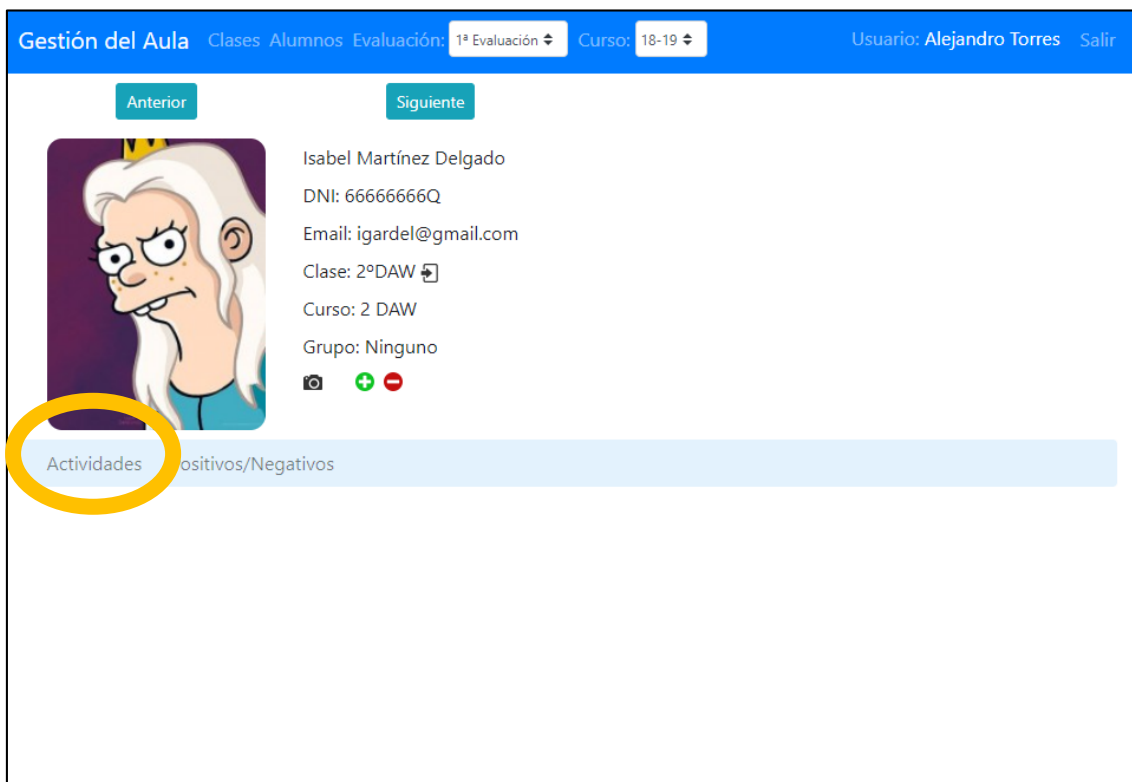 Gestión del Aula Clases Alumnos Evaluación: 1ª Evaluación Curso: 18-19 Usuario: Alejandro Torres Salir
Anterior Siguiente
Isabel Martínez Delgado
DNI: 66666666Q
Email: igardel@gmail.com
Clase: 2ºDAW
Curso: 2 DAW
Grupo: Ninguno
Actividades ositivos/Negativos